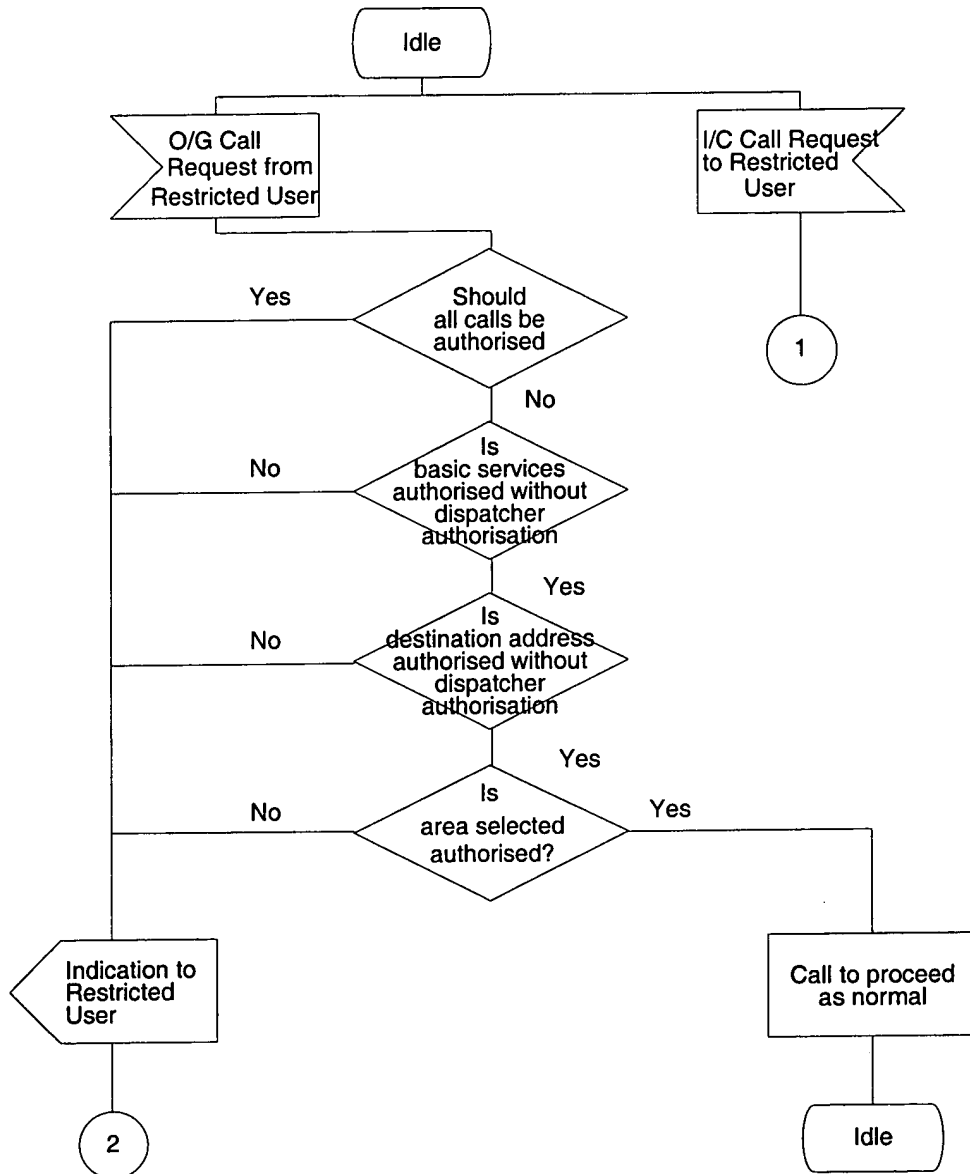 Idle
O/G Call
Request from
Restricted User
I/C Call Request
to Restricted
User
Yes
Should
all calls be
authorised
1
No
No
Is
basic services
authorised without
dispatcher
authorisation
Yes
No
Is
destination address
authorised without
dispatcher
authorisation
Yes
No
Is
area selected
authorised?
Yes
Indication to
Restricted
User
Call to proceed
as normal
2
Idle